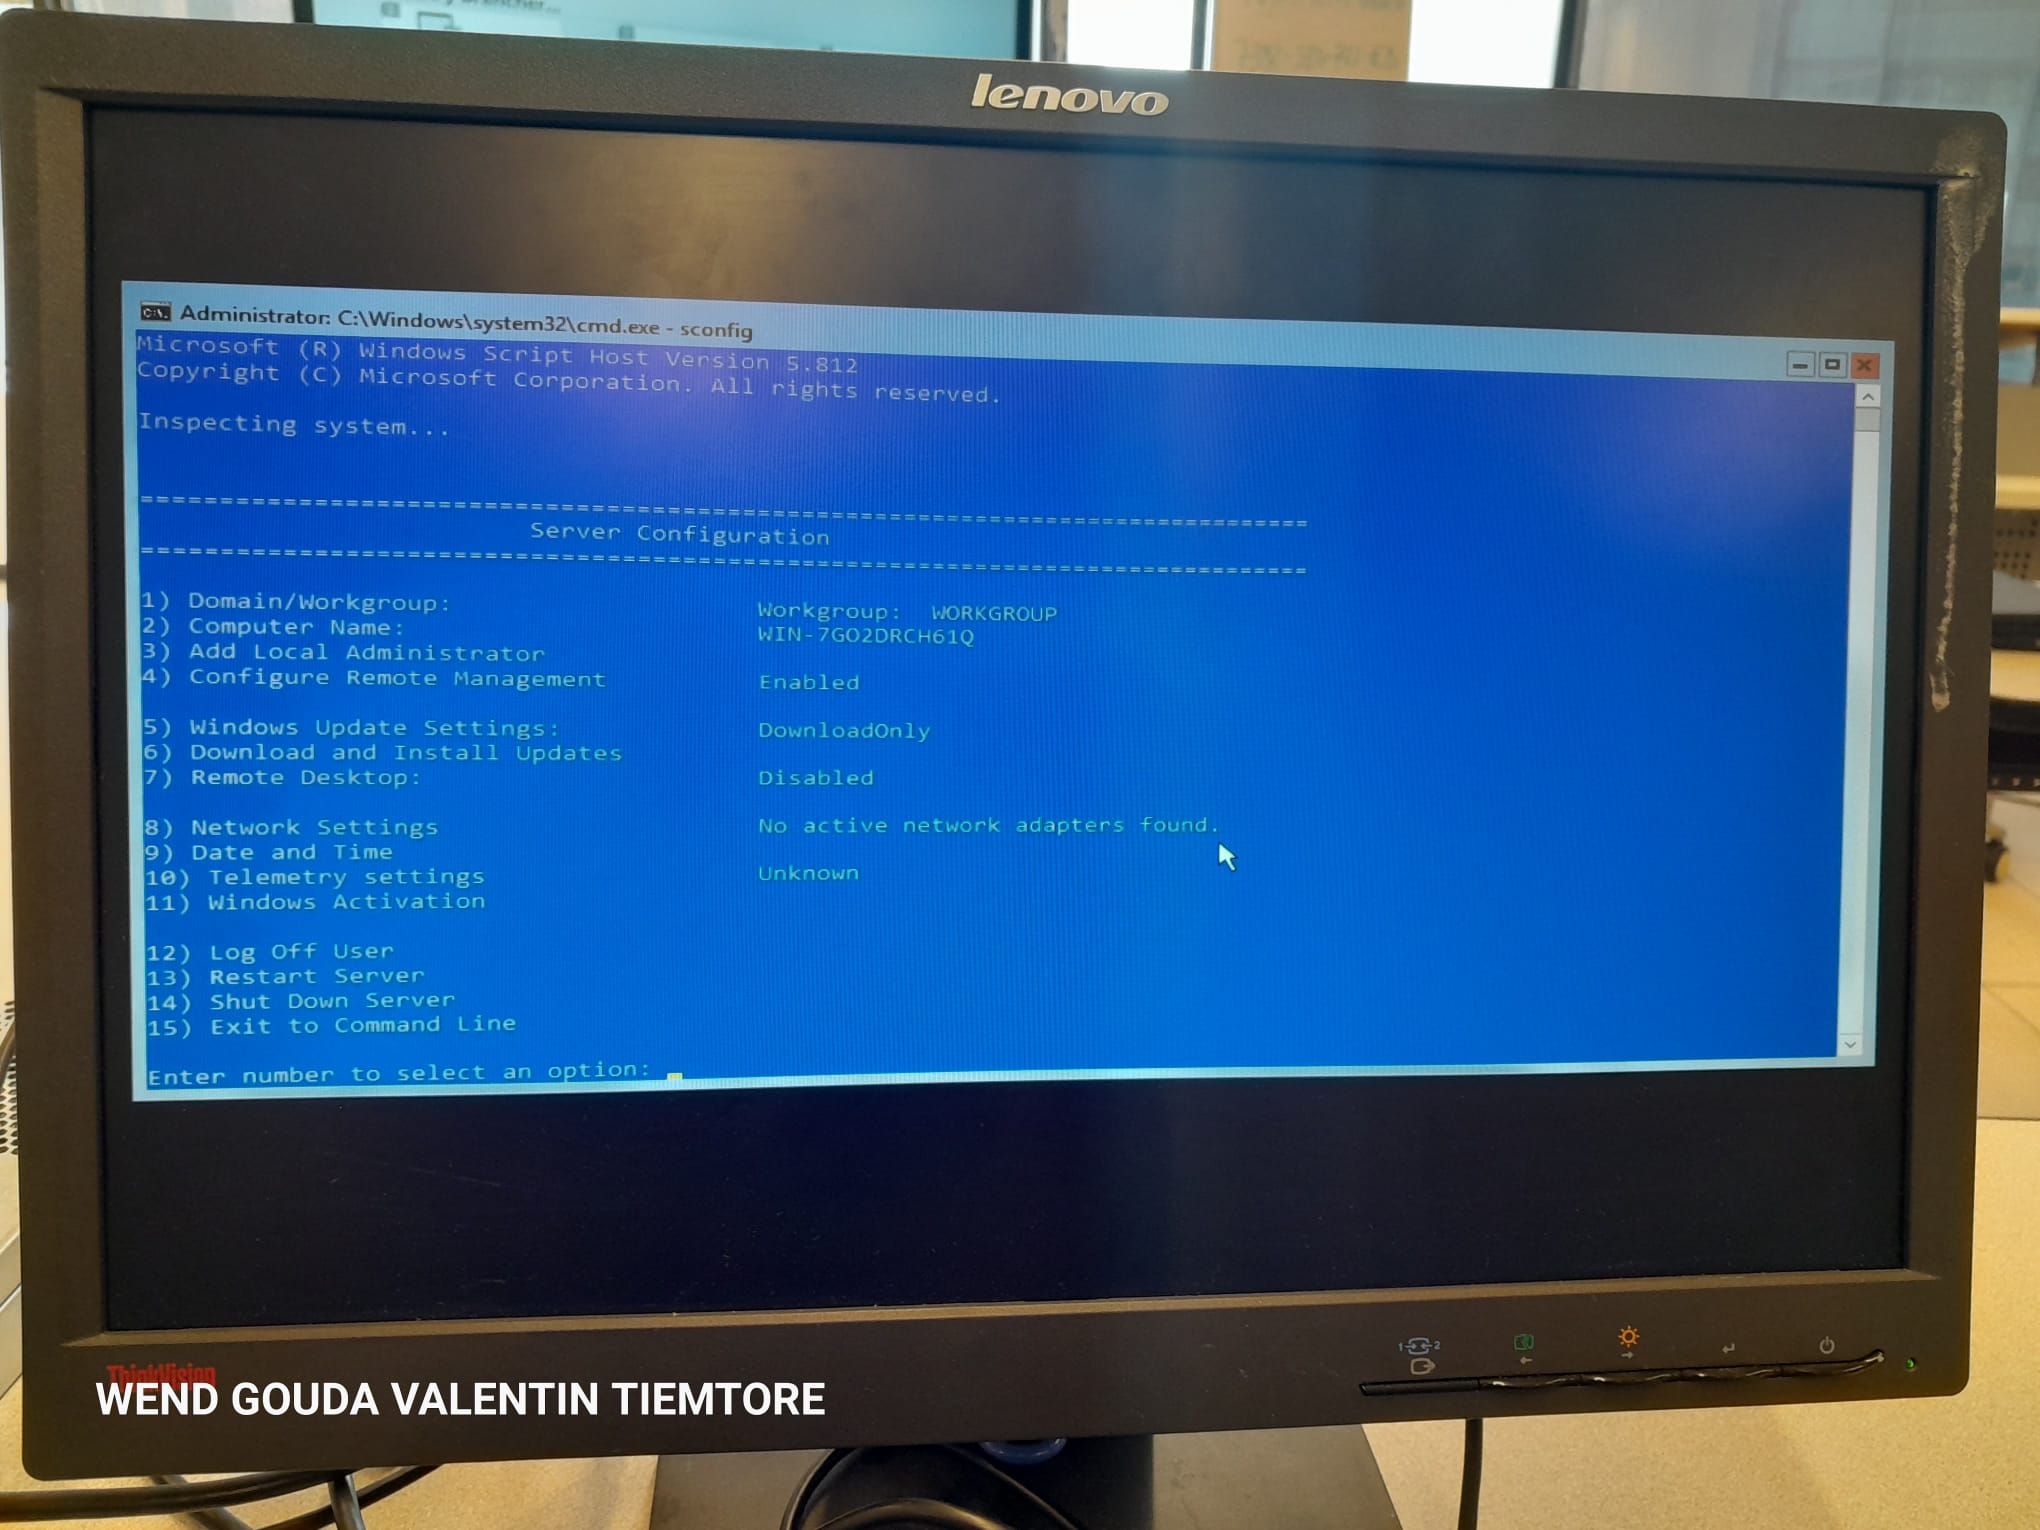 lenovo
Administrator: C:\Windows\system32\cmd.exe - sconfig
Microsoft (R) Windows Script Host Version 5.812
Copyright (C) Microsoft Corporation. All rights reserved.
Inspecting system...
===============================================================================
Server Configuration
===============================================================================
1) Domain/Workgroup: Workgroup: WORKGROUP
2) Computer Name: WIN-7GO2DRCH61Q
3) Add Local Administrator
4) Configure Remote Management Enabled
5) Windows Update Settings: DownloadOnly
6) Download and Install Updates
7) Remote Desktop: Disabled
8) Network Settings No active network adapters found.
9) Date and Time
10) Telemetry settings Unknown
11) Windows Activation
12) Log Off User
13) Restart Server
14) Shut Down Server
15) Exit to Command Line
Enter number to select an option:
ThinkVision
WEND GOUDA VALENTIN TIEMTORE